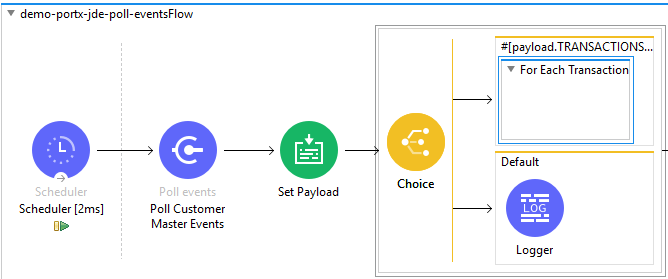 demo-portx-jde-poll-eventsFlow
#[payload.TRANSACTIONS...
For Each Transaction
Scheduler
Scheduler [2ms]
Poll events
Poll Customer
Master Events
Set Payload
Choice
Default
LOG
Logger